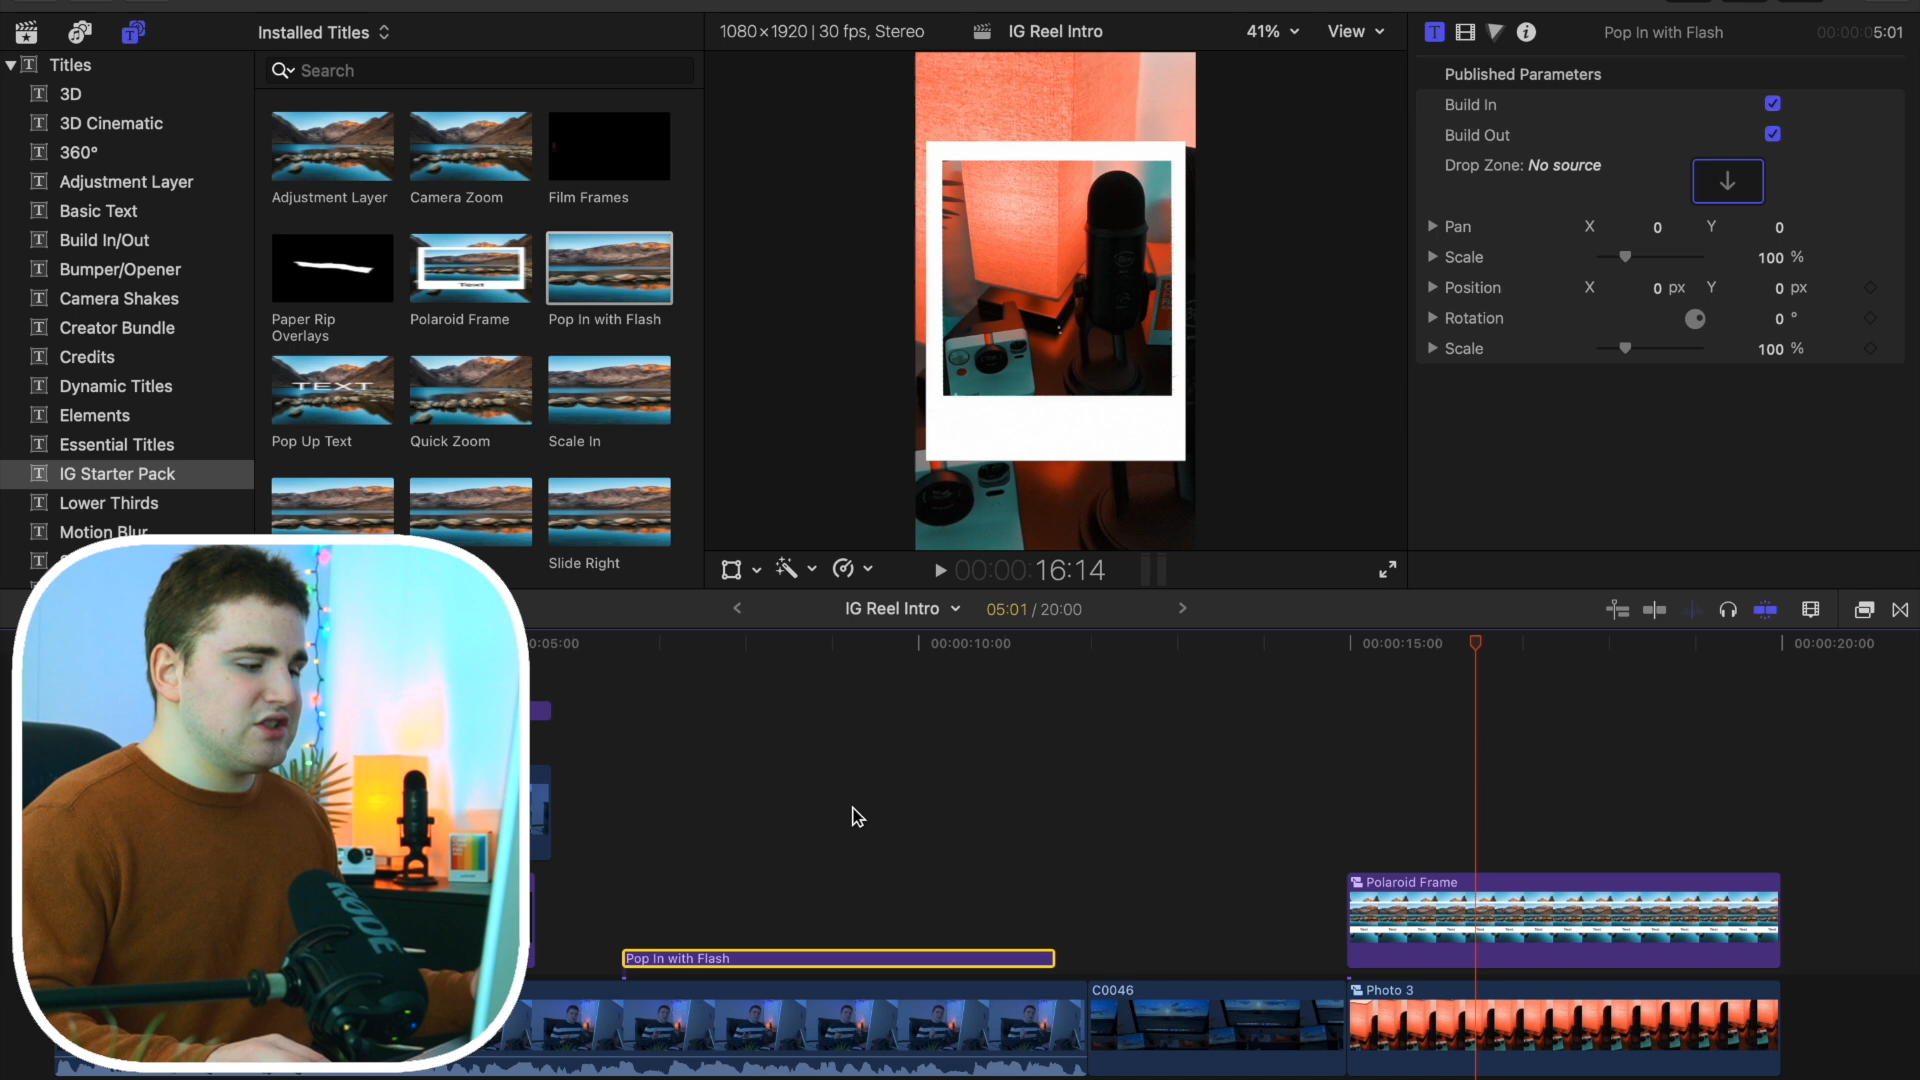 Installed Titles
1080×1920 | 30 fps, Stereo
IG Reel Intro
41%
View
Pop In with Flash
00:00:05:01
Titles
3D
3D Cinematic
360°
Adjustment Layer
Basic Text
Build In/Out
Bumper/Opener
Camera Shakes
Creator Bundle
Credits
Dynamic Titles
Elements
Essential Titles
IG Starter Pack
Lower Thirds
Motion Blur
Search
Adjustment Layer
Camera Zoom
Film Frames
Paper Rip
Overlays
Text
Polaroid Frame
Pop In with Flash
TEXT
Pop Up Text
Quick Zoom
Scale In
Slide Right
Published Parameters
Build In
Build Out
Drop Zone: No source
Pan X 0 Y 0
Scale 100 %
Position X 0 px Y 0 px
Rotation 0 °
Scale 100 %
00:00:16:14
IG Reel Intro
05:01 / 20:00
0:05:00
00:00:10:00
00:00:15:00
00:00:20:00
Polaroid Frame
Pop In with Flash
C0046
Photo 3
RØDE